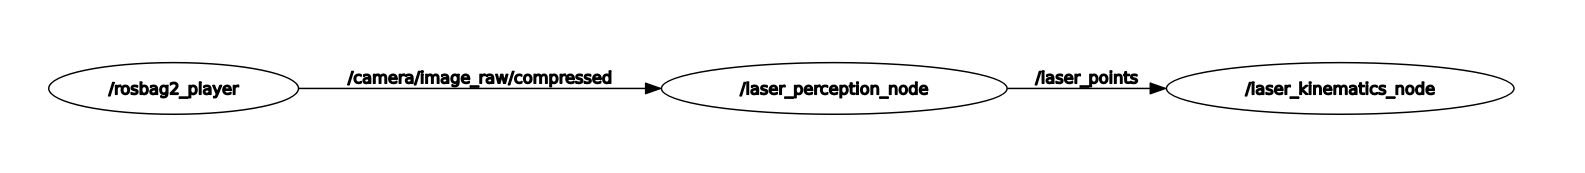 /rosbag2_player
/camera/image_raw/compressed
/laser_perception_node
/laser_points
/laser_kinematics_node